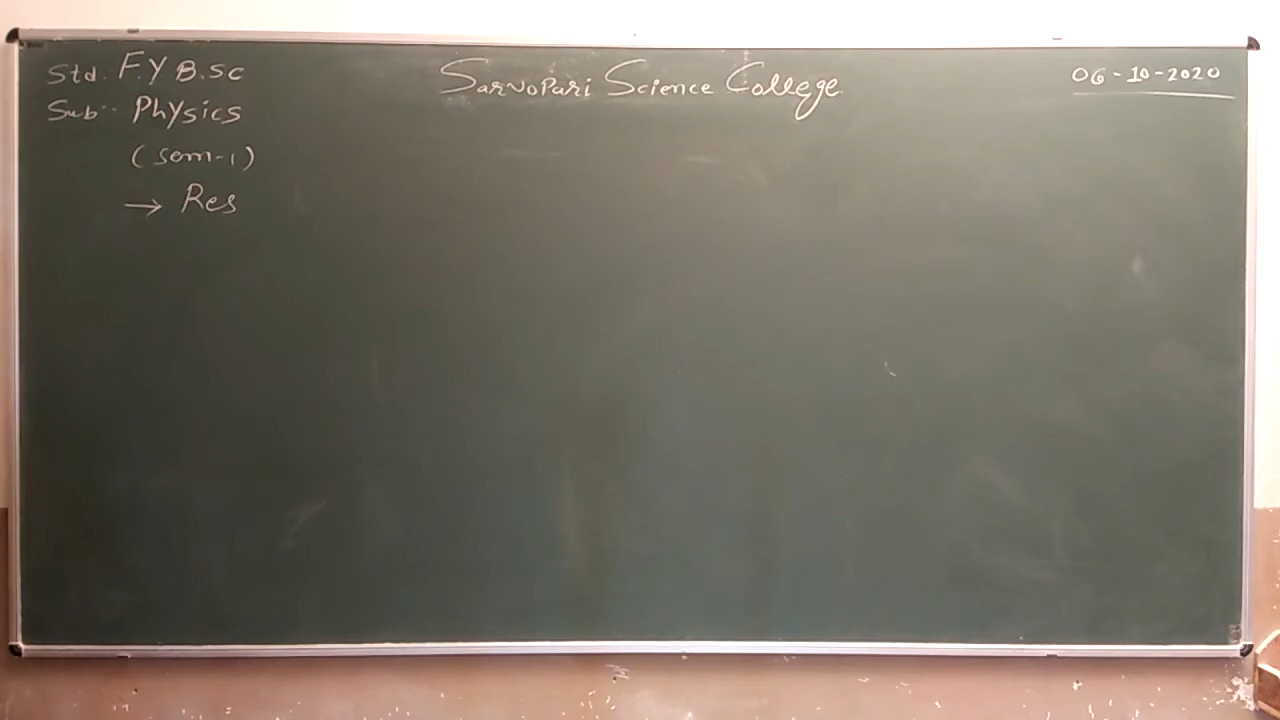 Std. F.Y B.Sc
Sarvopari Science College
06-10-2020
Sub:- Physics
(Sem-1)
→ Res